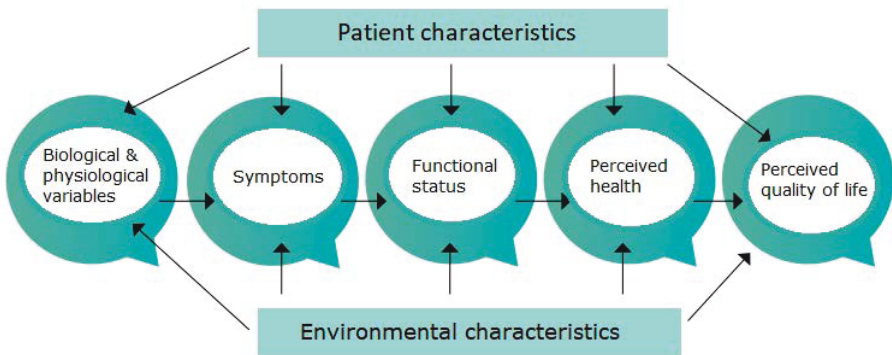 Patient characteristics
Biological &
physiological
variables
Symptoms
Functional
status
Perceived
health
Perceived
quality of life
Environmental characteristics